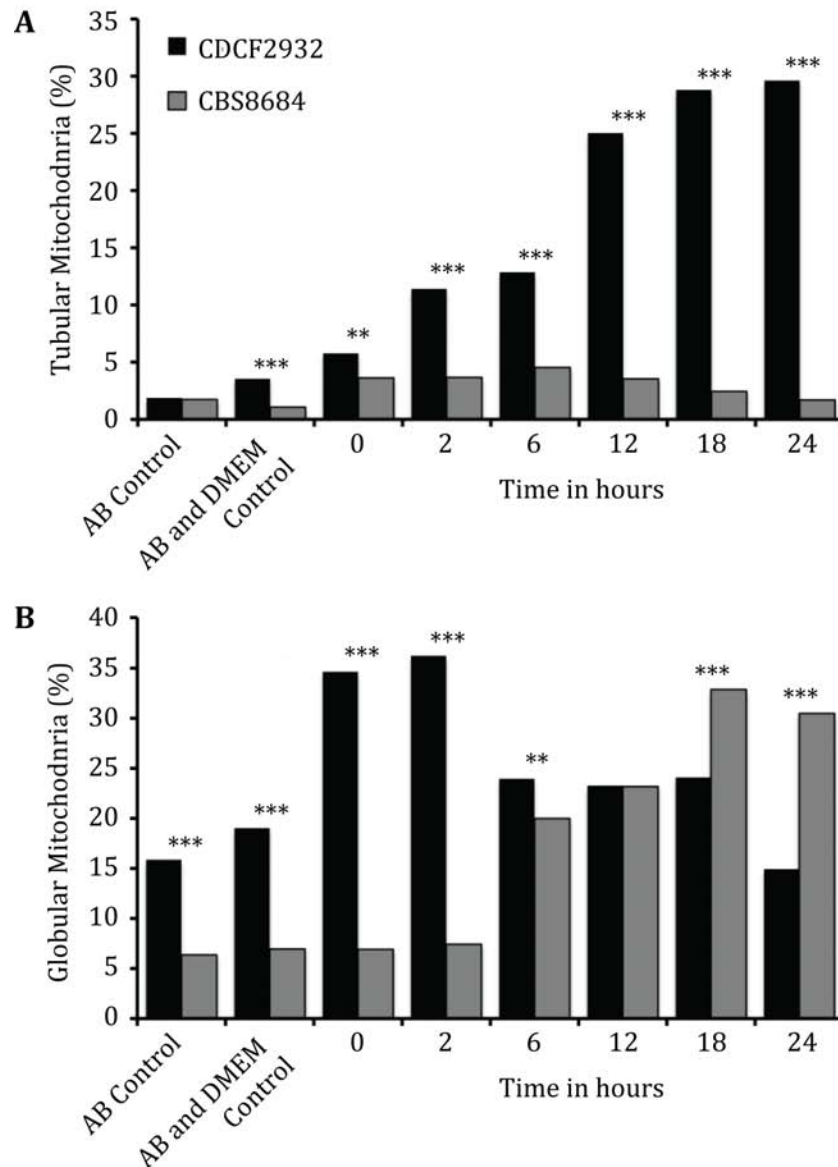 A
Tubular Mitochodnria (%)
35
30
25
20
15
10
5
0
CDCF2932
CBS8684
***
**
***
***
***
***
***
AB Control
AB and DMEM
Control
0 2 6 12 18 24
Time in hours
B
Globular Mitochodnria (%)
40
35
30
25
20
15
10
5
0
***
***
***
***
**
***
***
AB Control
AB and DMEM
Control
0 2 6 12 18 24
Time in hours